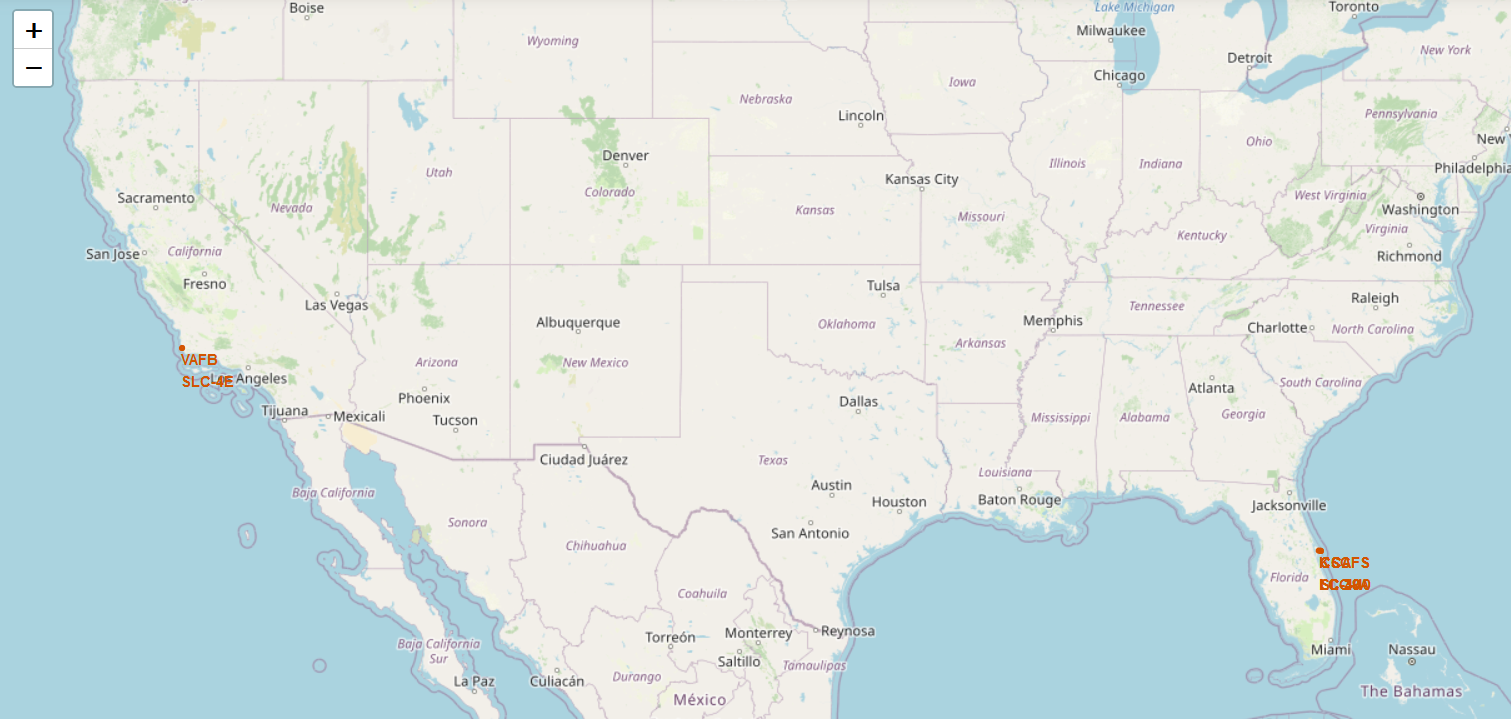 +
−
Boise
Toronto
Lake Michigan
Milwaukee
Wyoming
New York
Detroit
Chicago
Iowa
Nebraska
Lincoln
Pennsylvania
New
Ohio
Denver
Illinois
Indiana
Philadelphia
Utah
Kansas City
Colorado
Sacramento
West Virginia
Nevada
Kansas
Washington
Missouri
Virginia
Kentucky
San Jose
California
Richmond
Fresno
Tulsa
Las Vegas
Raleigh
Tennessee
Albuquerque
Oklahoma
Memphis
Charlotte
North Carolina
Arkansas
VAFB
SLC-4E
Angeles
Arizona
New Mexico
South Carolina
Atlanta
Phoenix
Dallas
Tijuana
Mexicali
Tucson
Mississippi
Alabama
Georgia
Ciudad Juárez
Texas
Louisiana
Austin
Baja California
Houston
Baton Rouge
Jacksonville
Sonora
San Antonio
Chihuahua
Florida
Coahuila
Torreón
Monterrey
Reynosa
Baja California
Sur
Miami
Nassau
Saltillo
Tamaulipas
La Paz
Culiacán
Durango
The Bahamas
México